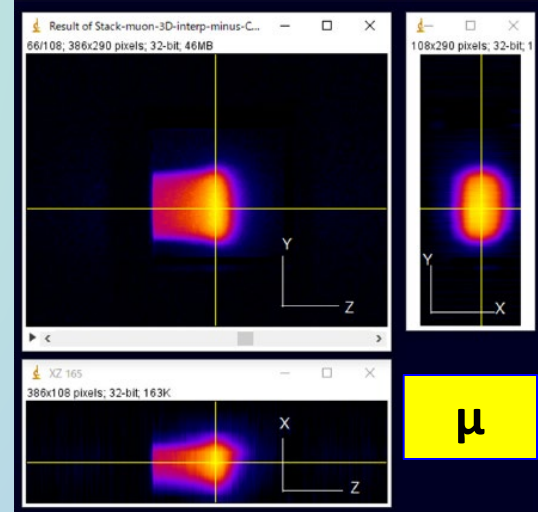 Result of Stack-muon-3D-interp-minus-C...
66/108; 386x290 pixels; 32-bit; 46MB
Y
Z
108x290 pixels; 32-bit; 1
Y
X
XZ 165
386x108 pixels; 32-bit; 163K
X
Z
μ